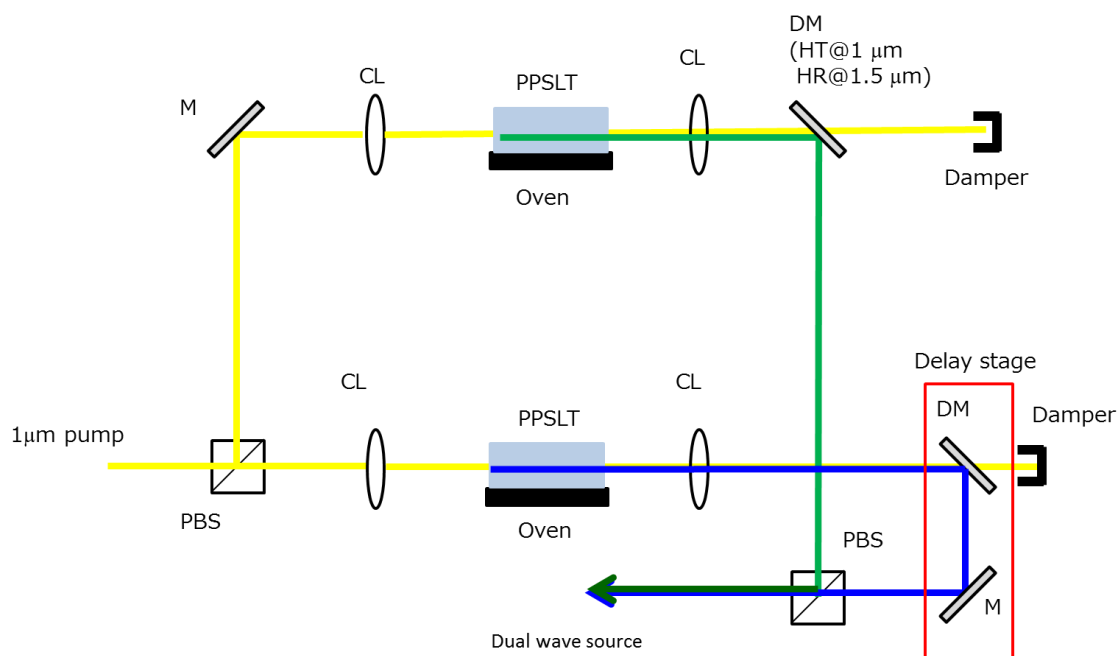 DM
(HT@1 μm
HR@1.5 μm)
CL
CL
PPSLT
M
Damper
Oven
Delay stage
CL
CL
DM
Damper
PPSLT
1μm pump
PBS
Oven
PBS
M
Dual wave source